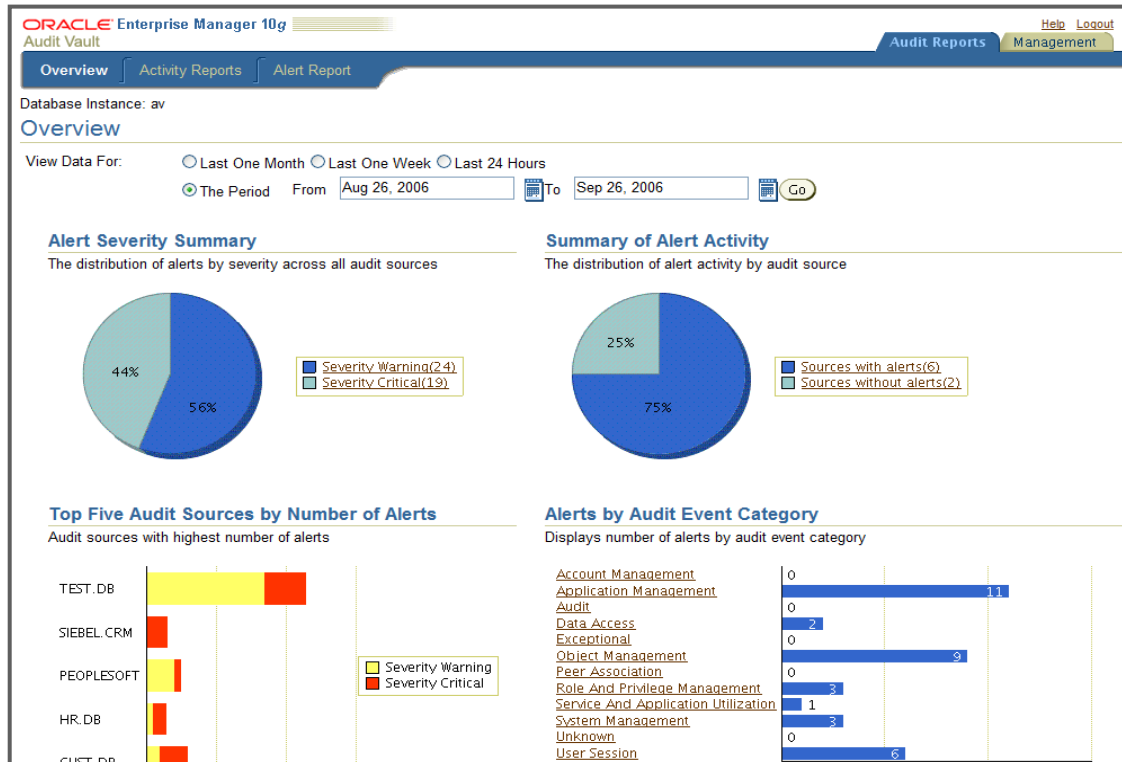 ORACLE Enterprise Manager 10g
Audit Vault
Help Logout
Audit Reports Management
Overview Activity Reports Alert Report
Database Instance: av
Overview
View Data For: Last One Month Last One Week Last 24 Hours
The Period From Aug 26, 2006 To Sep 26, 2006 Go
Alert Severity Summary
The distribution of alerts by severity across all audit sources
44%
56%
Severity Warning(24)
Severity Critical(19)
Summary of Alert Activity
The distribution of alert activity by audit source
25%
75%
Sources with alerts(6)
Sources without alerts(2)
Top Five Audit Sources by Number of Alerts
Audit sources with highest number of alerts
TEST.DB
SIEBEL.CRM
PEOPLESOFT
HR.DB
CUST.DB
Severity Warning
Severity Critical
Alerts by Audit Event Category
Displays number of alerts by audit event category
Account Management 0
Application Management 11
Audit 0
Data Access 2
Exceptional 0
Object Management 9
Peer Association 0
Role And Privilege Management 3
Service And Application Utilization 1
System Management 3
Unknown 0
User Session 6